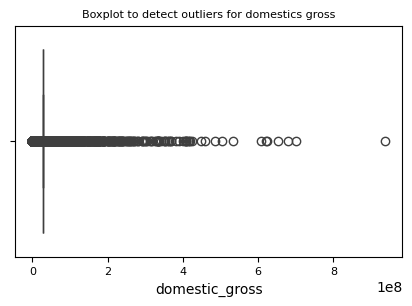 Boxplot to detect outliers for domestics gross
0 2 4 6 8
1e8
domestic_gross